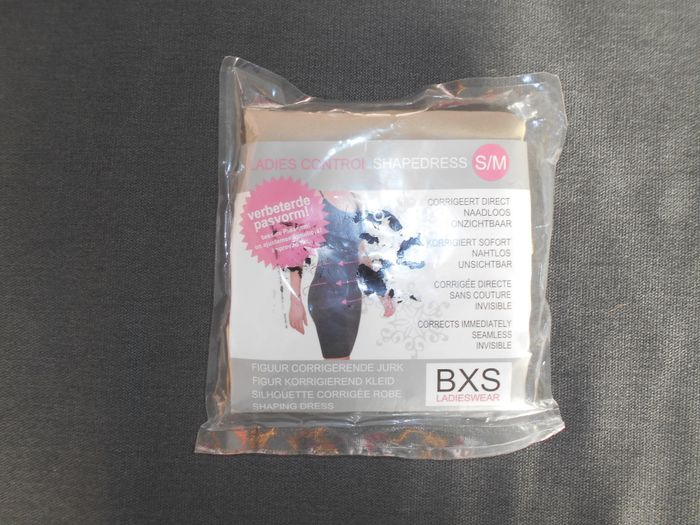 LADIES CONTROL SHAPEDRESS S/M
verbeterde
pasvorm!
CORRIGEERT DIRECT
NAADLOOS
ONZICHTBAAR
KORRIGIERT SOFORT
NAHTLOS
UNSICHTBAR
CORRIGÉE DIRECTE
SANS COUTURE
INVISIBLE
CORRECTS IMMEDIATELY
SEAMLESS
INVISIBLE
FIGUUR CORRIGERENDE JURK
FIGUR KORRIGIEREND KLEID
SILHOUETTE CORRIGÉE ROBE
SHAPING DRESS
BXS
LADIESWEAR